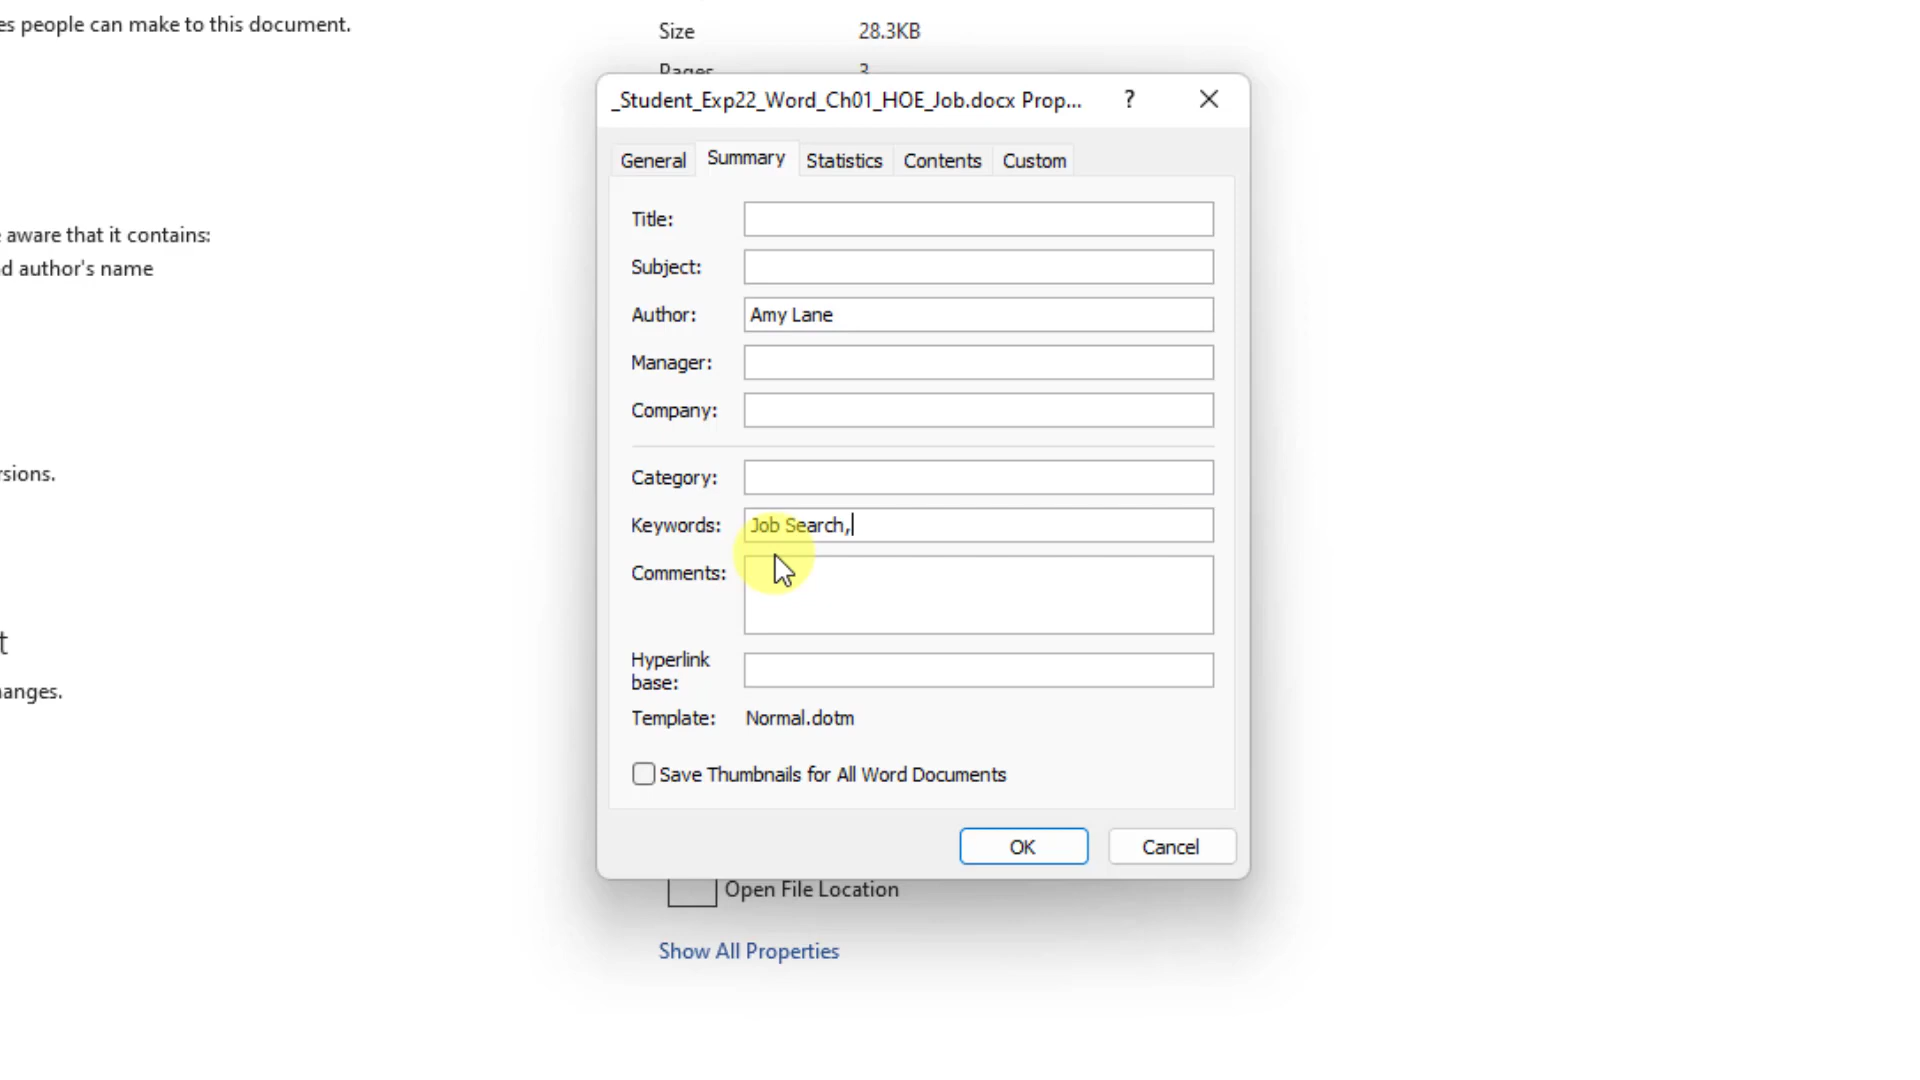 es people can make to this document.
Size 28.3KB
Pages 3
_Student_Exp22_Word_Ch01_HOE_Job.docx Prop... ?
General Summary Statistics Contents Custom
Title:
aware that it contains:
Subject:
d author's name
Author: Amy Lane
Manager:
Company:
rsions.
Category:
Keywords: Job Search,
Comments:
t
Hyperlink
base:
anges.
Template: Normal.dotm
Save Thumbnails for All Word Documents
OK Cancel
Open File Location
Show All Properties